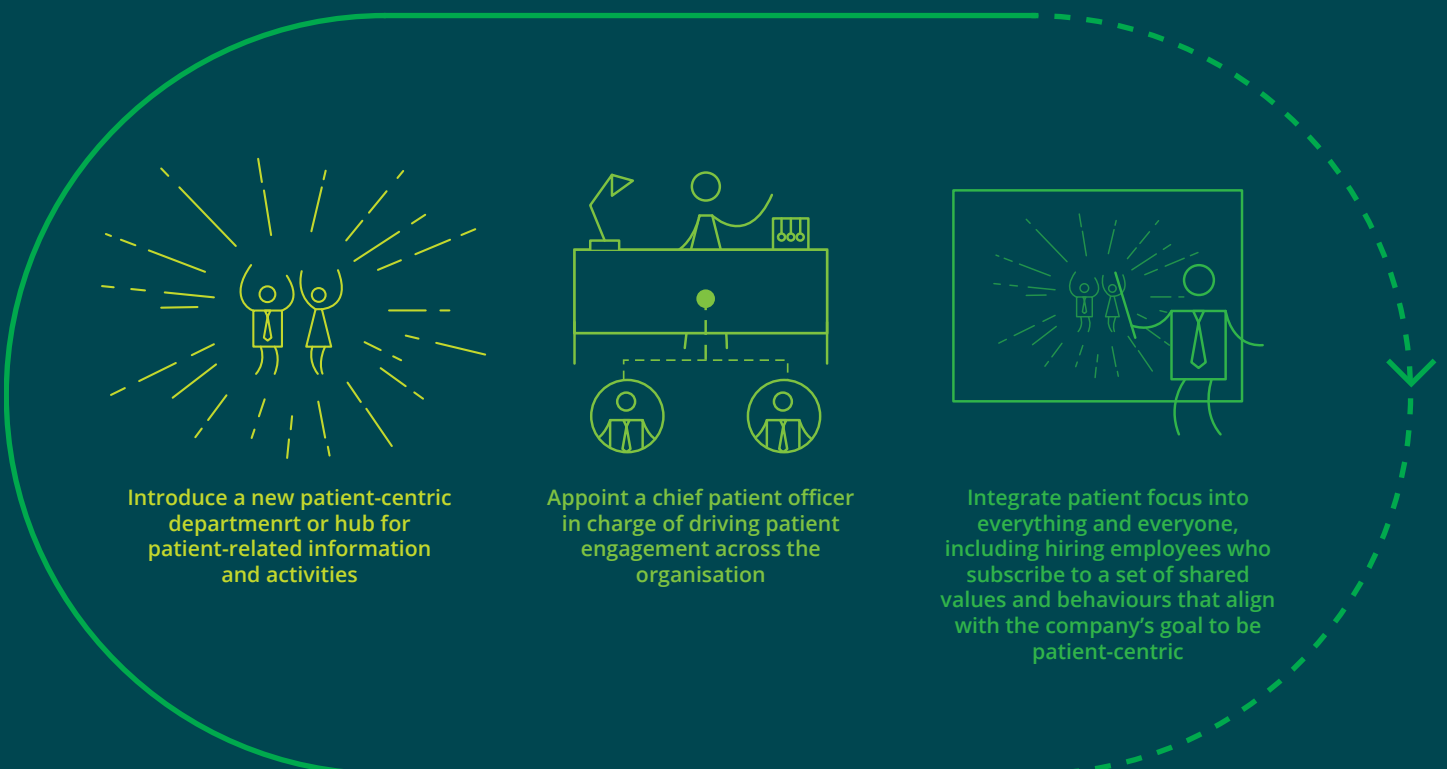 Introduce a new patient-centric
departmenrt or hub for
patient-related information
and activities
Appoint a chief patient officer
in charge of driving patient
engagement across the
organisation
Integrate patient focus into
everything and everyone,
including hiring employees who
subscribe to a set of shared
values and behaviours that align
with the company’s goal to be
patient-centric